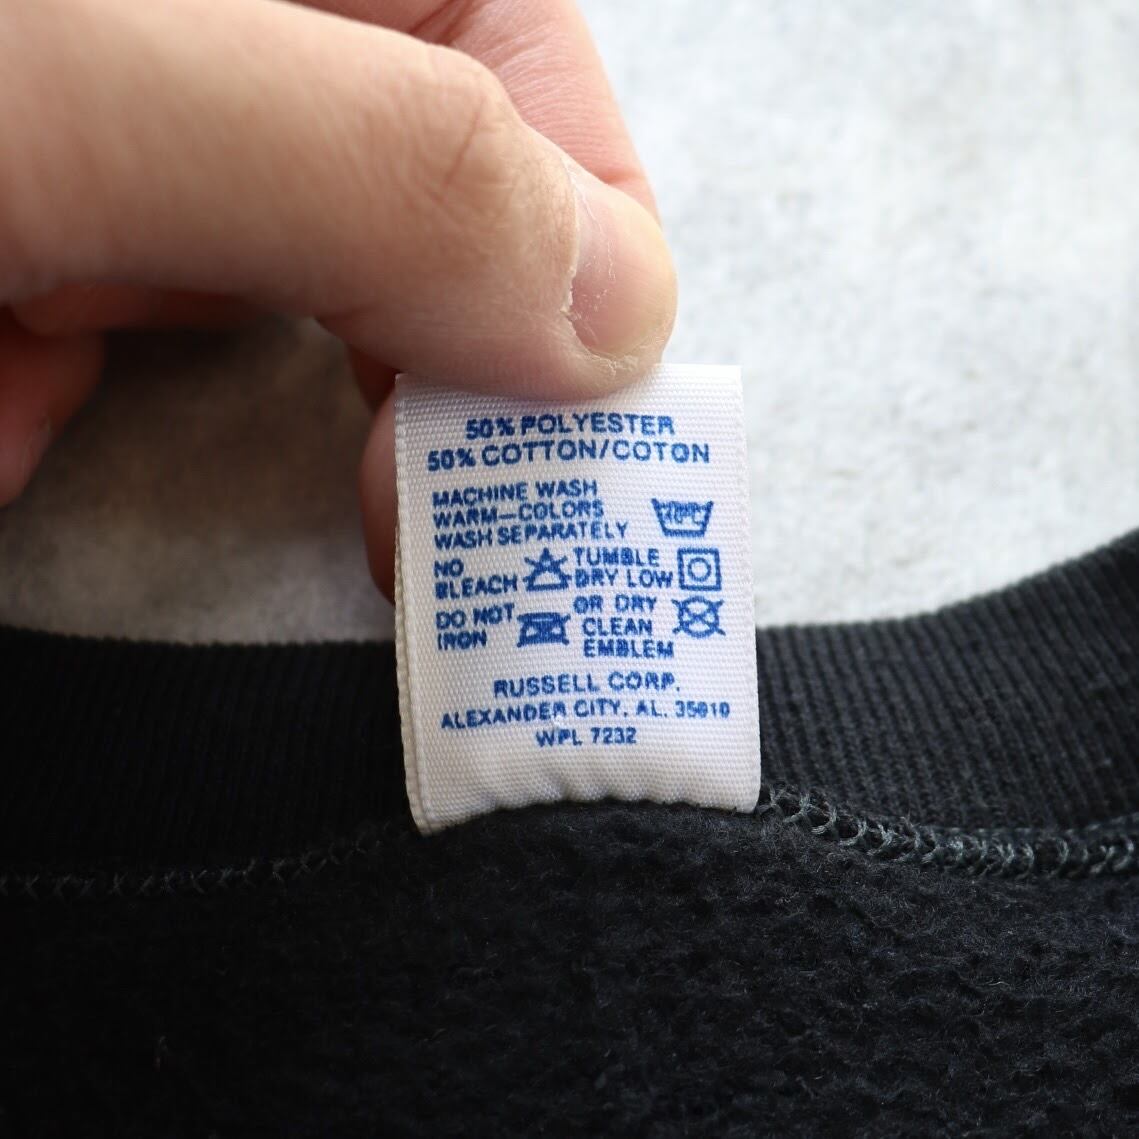 50% POLYESTER
50% COTTON/COTON
MACHINE WASH
WARM—COLORS
WASH SEPARATELY
NO
BLEACH
TUMBLE
DRY LOW
DO NOT
IRON
OR DRY
CLEAN
EMBLEM
RUSSELL CORP.
ALEXANDER CITY, AL. 35010
WPL 7232